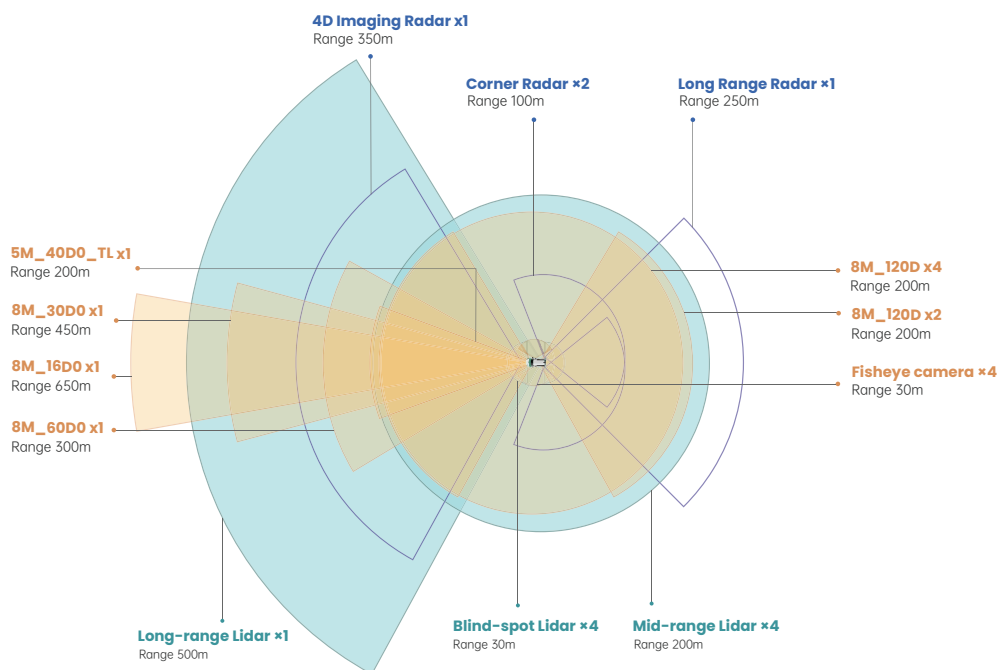 4D Imaging Radar x1
Range 350m
Corner Radar ×2
Range 100m
Long Range Radar ×1
Range 250m
5M_40D0_TL x1
Range 200m
8M_30D0 x1
Range 450m
8M_16D0 x1
Range 650m
8M_60D0 x1
Range 300m
8M_120D x4
Range 200m
8M_120D x2
Range 200m
Fisheye camera ×4
Range 30m
Long-range Lidar ×1
Range 500m
Blind-spot Lidar ×4
Range 30m
Mid-range Lidar ×4
Range 200m